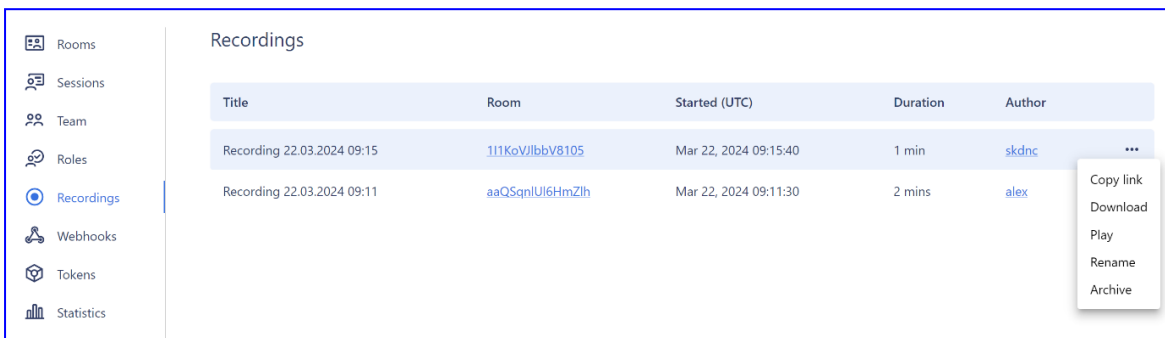 Rooms
Sessions
Team
Roles
Recordings
Webhooks
Tokens
Statistics
Recordings
Title Room Started (UTC) Duration Author
Recording 22.03.2024 09:15 1I1KoVJlbbV8105 Mar 22, 2024 09:15:40 1 min skdnc •••
Recording 22.03.2024 09:11 aaQSqnIUl6HmZlh Mar 22, 2024 09:11:30 2 mins alex
Copy link
Download
Play
Rename
Archive